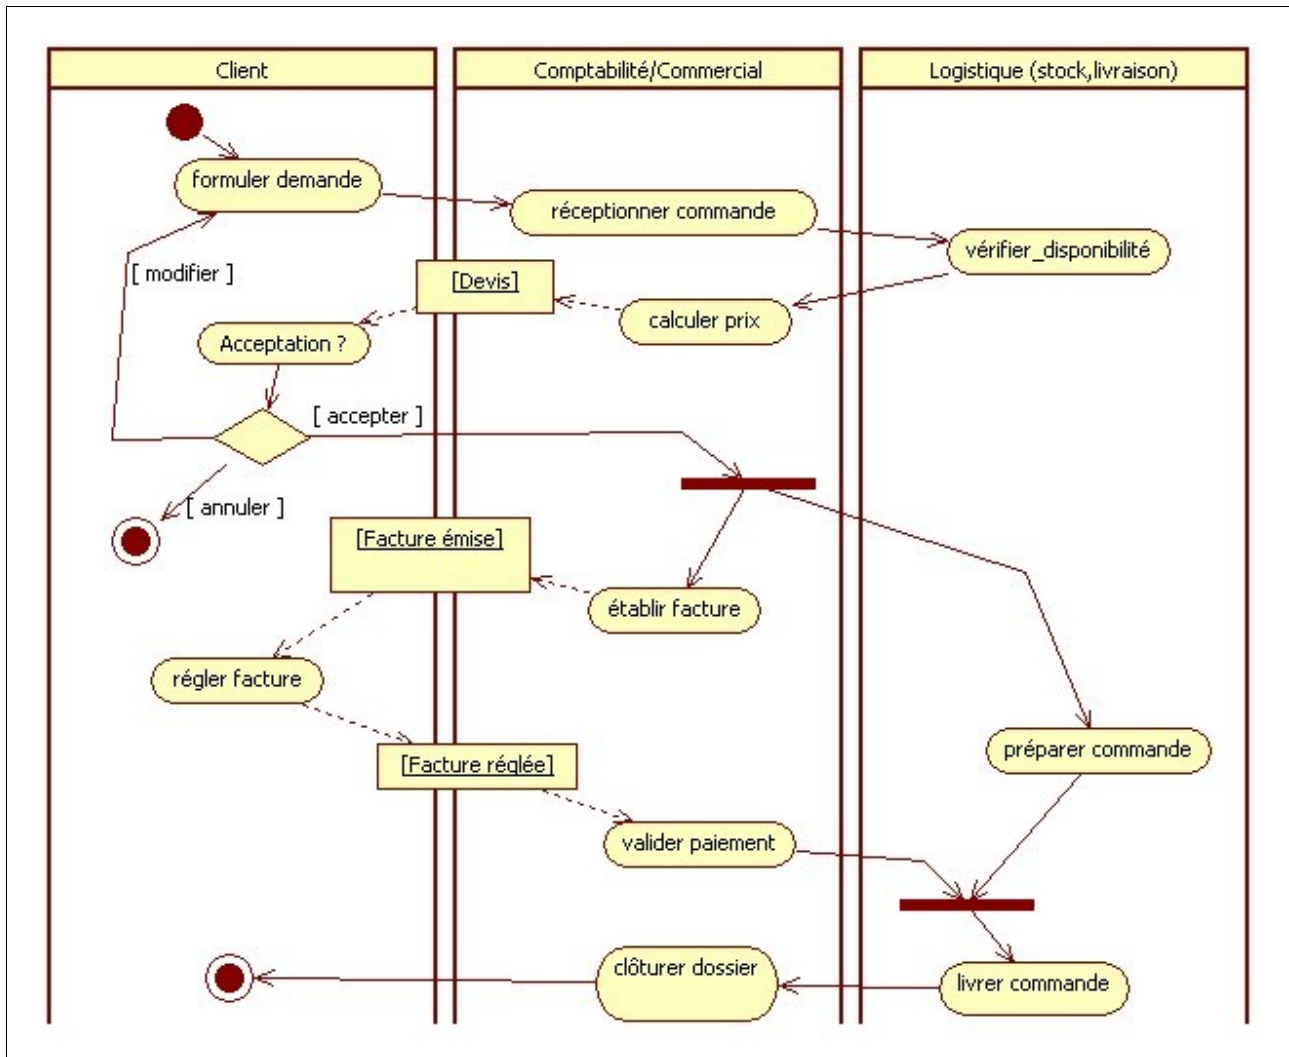 Client
Comptabilité/Commercial
Logistique (stock,livraison)
formuler demande
réceptionner commande
vérifier_disponibilité
[ modifier ]
[Devis]
calculer prix
Acceptation ?
[ accepter ]
[ annuler ]
[Facture émise]
établir facture
régler facture
préparer commande
[Facture réglée]
valider paiement
clôturer dossier
livrer commande